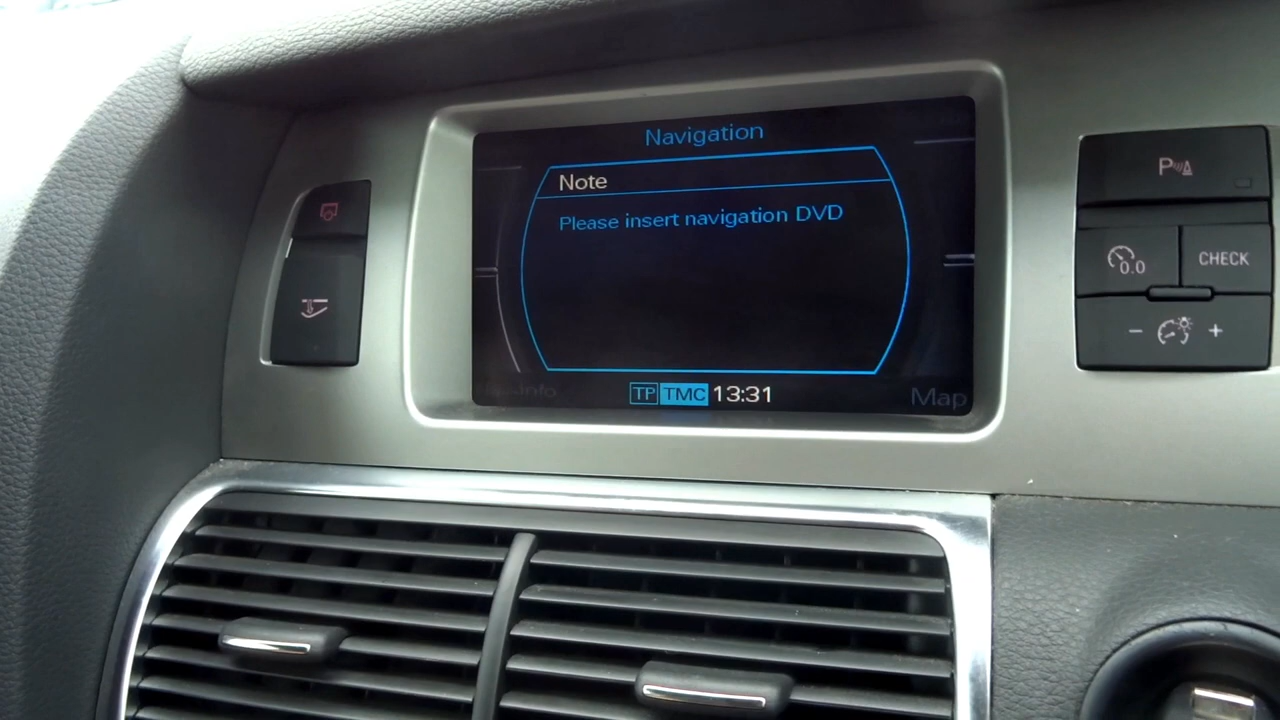 Navigation
Note
Please insert navigation DVD
TP TMC 13:31
Map
P
0.0
CHECK
- +